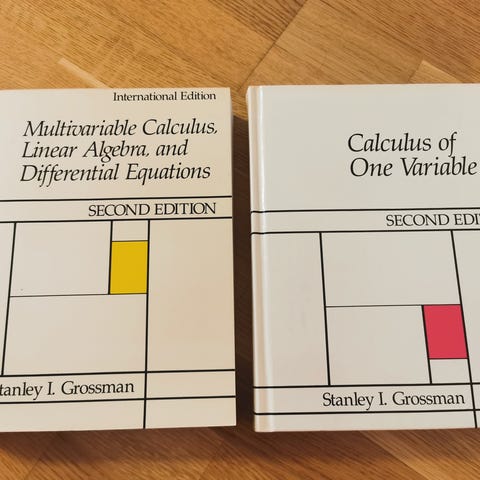 International Edition
Multivariable Calculus,
Linear Algebra, and
Differential Equations
SECOND EDITION
tanley I. Grossman
Calculus of
One Variable
SECOND EDI
Stanley I. Grossman